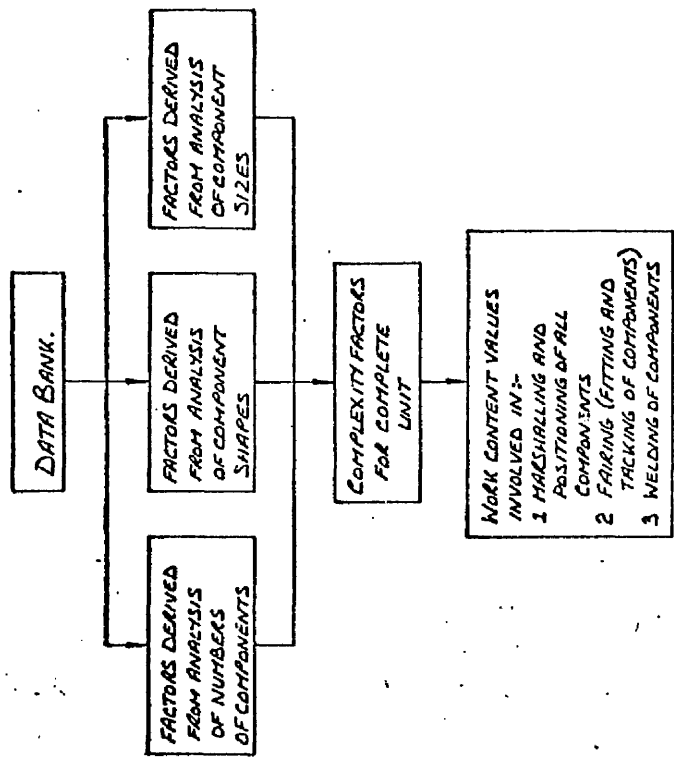 DATA BANK.
FACTORS DERIVED
FROM ANALYSIS
OF NUMBERS
OF COMPONENTS
FACTORS DERIVED
FROM ANALYSIS
OF COMPONENT
SHAPES
FACTORS DERIVED
FROM ANALYSIS
OF COMPONENT
SIZES
COMPLEXITY FACTORS
FOR COMPLETE
UNIT
WORK CONTENT VALUES
INVOLVED IN:-
1 MARSHALLING AND
POSITIONING OF ALL
COMPONENTS
2 FAIRING (FITTING AND
TACKING OF COMPONENTS)
3 WELDING OF COMPONENTS